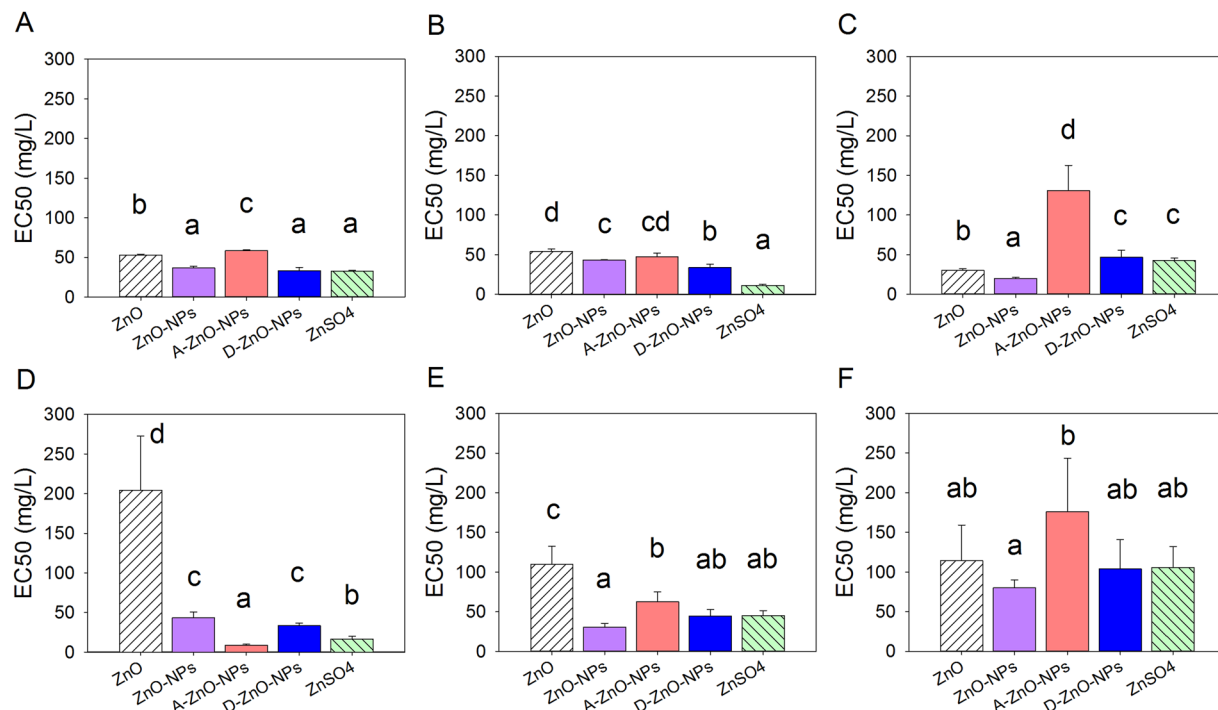 A
EC50 (mg/L)
300
250
200
150
100
50
0
b
a
c
a
a
ZnO
ZnO-NPs
A-ZnO-NPs
D-ZnO-NPs
ZnSO4
B
EC50 (mg/L)
300
250
200
150
100
50
0
d
c
cd
b
a
ZnO
ZnO-NPs
A-ZnO-NPs
D-ZnO-NPs
ZnSO4
C
EC50 (mg/L)
300
250
200
150
100
50
0
b
a
d
c
c
ZnO
ZnO-NPs
A-ZnO-NPs
D-ZnO-NPs
ZnSO4
D
EC50 (mg/L)
300
250
200
150
100
50
0
d
c
a
c
b
ZnO
ZnO-NPs
A-ZnO-NPs
D-ZnO-NPs
ZnSO4
E
EC50 (mg/L)
300
250
200
150
100
50
0
c
a
b
ab
ab
ZnO
ZnO-NPs
A-ZnO-NPs
D-ZnO-NPs
ZnSO4
F
EC50 (mg/L)
300
250
200
150
100
50
0
ab
a
b
ab
ab
ZnO
ZnO-NPs
A-ZnO-NPs
D-ZnO-NPs
ZnSO4